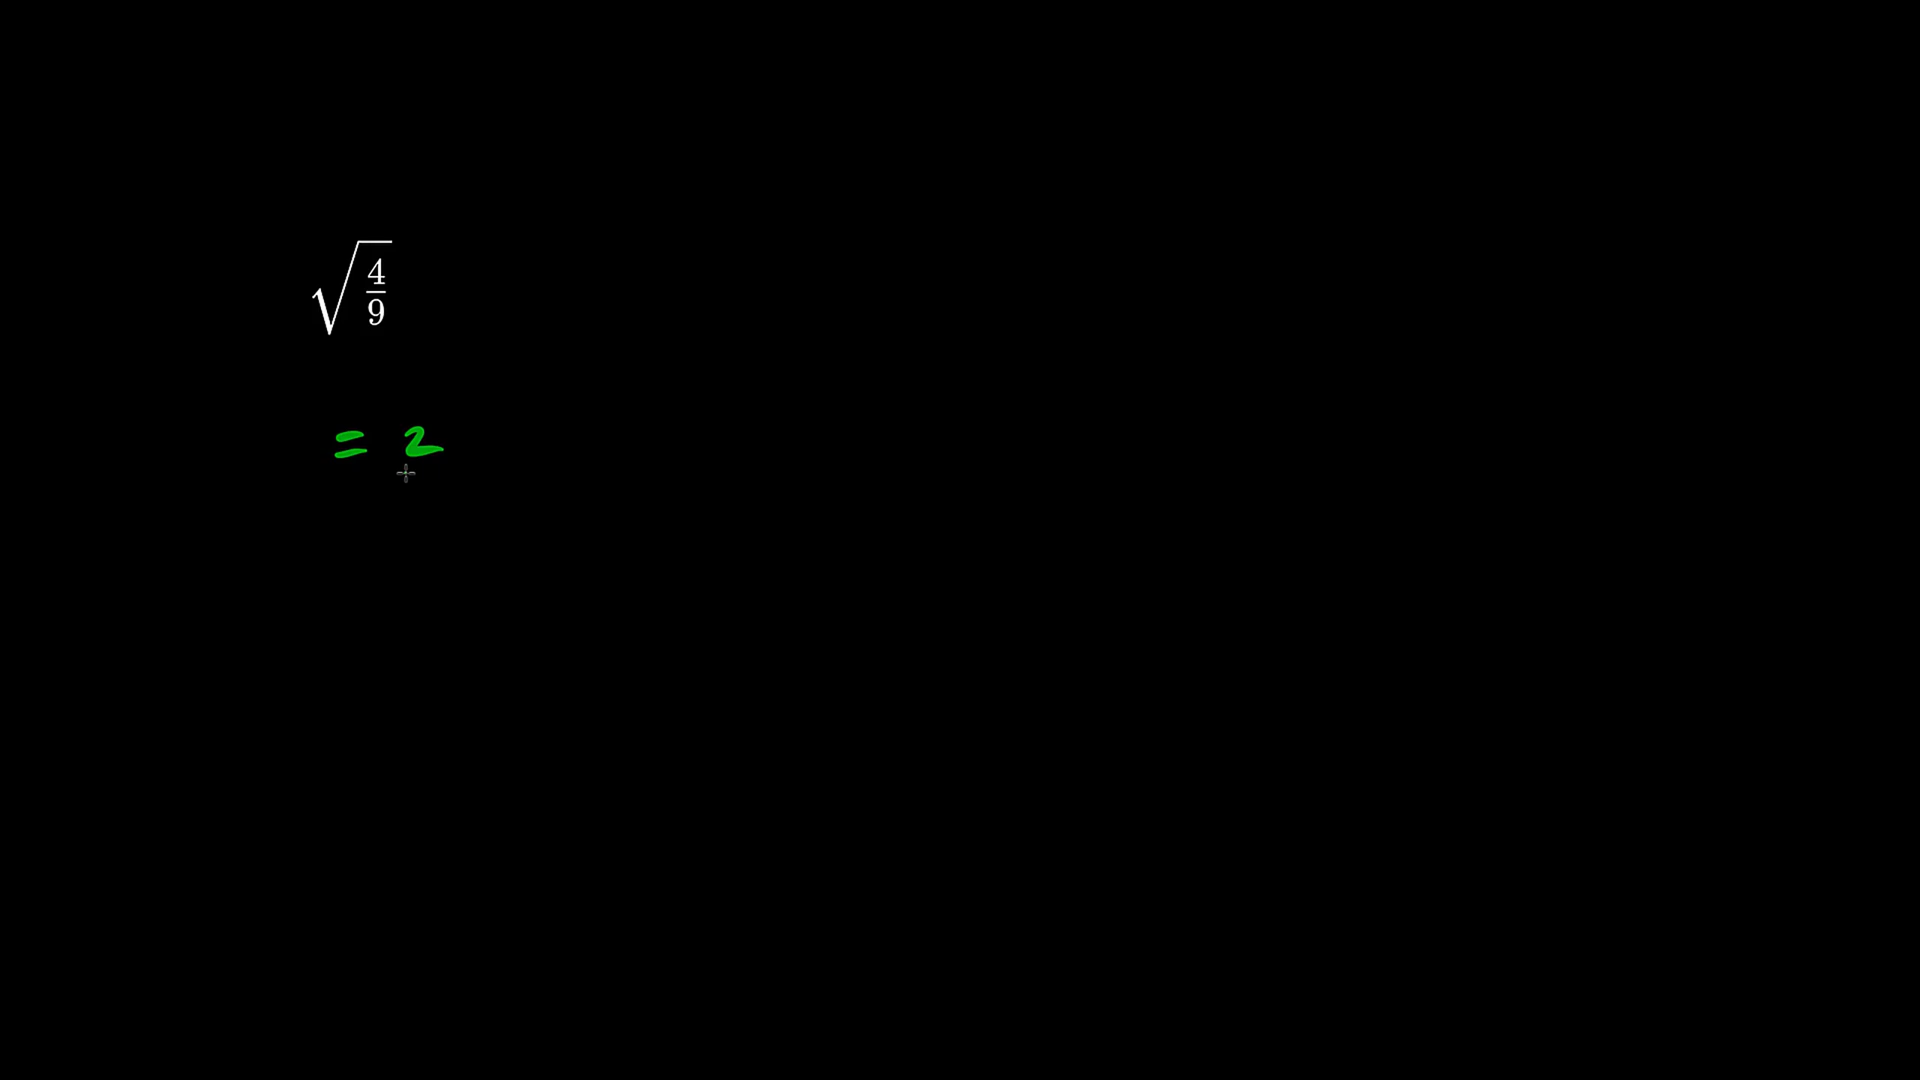 √(4/9)
= 2